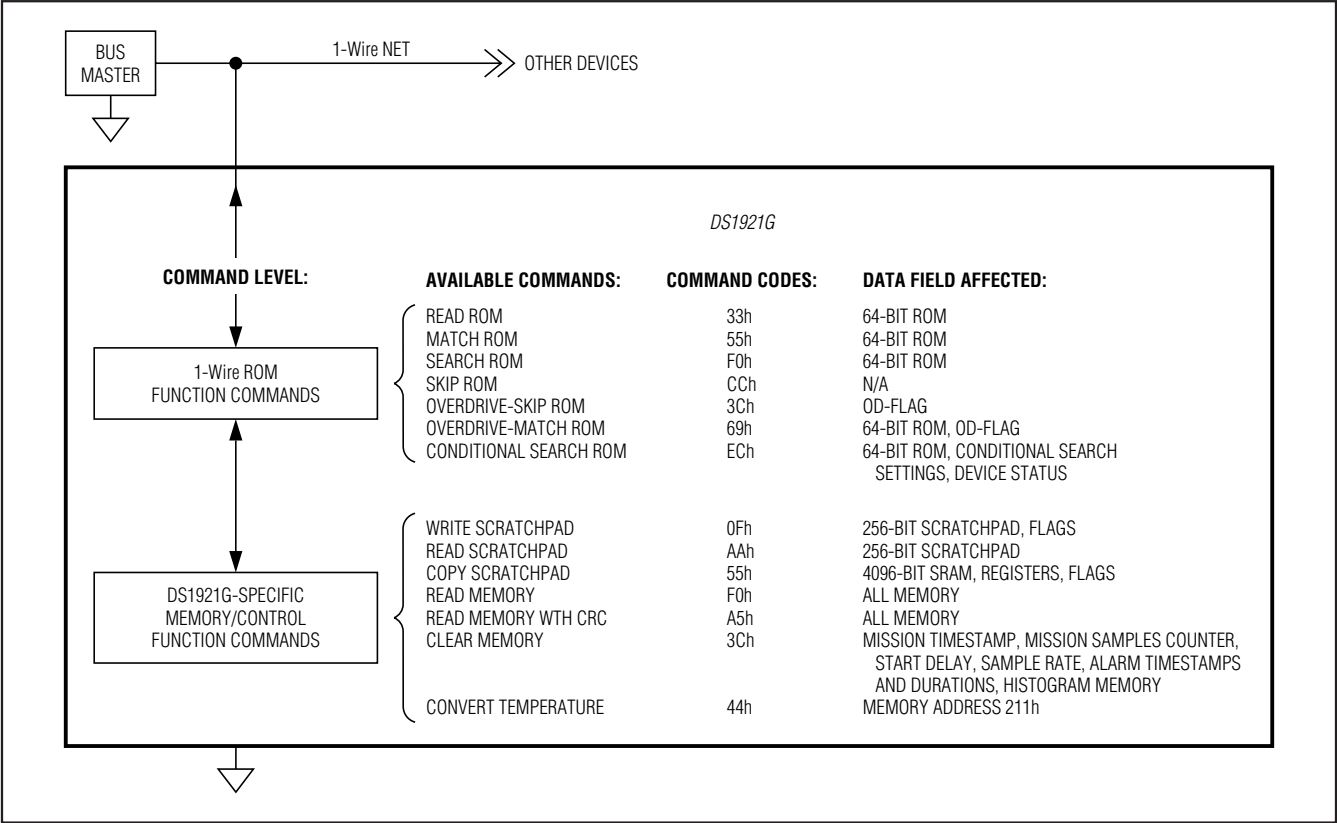 BUS
MASTER
1-Wire NET
OTHER DEVICES
DS1921G
COMMAND LEVEL: AVAILABLE COMMANDS: COMMAND CODES: DATA FIELD AFFECTED:
1-Wire ROM
FUNCTION COMMANDS
READ ROM 33h 64-BIT ROM
MATCH ROM 55h 64-BIT ROM
SEARCH ROM F0h 64-BIT ROM
SKIP ROM CCh N/A
OVERDRIVE-SKIP ROM 3Ch OD-FLAG
OVERDRIVE-MATCH ROM 69h 64-BIT ROM, OD-FLAG
CONDITIONAL SEARCH ROM ECh 64-BIT ROM, CONDITIONAL SEARCH
SETTINGS, DEVICE STATUS
DS1921G-SPECIFIC
MEMORY/CONTROL
FUNCTION COMMANDS
WRITE SCRATCHPAD 0Fh 256-BIT SCRATCHPAD, FLAGS
READ SCRATCHPAD AAh 256-BIT SCRATCHPAD
COPY SCRATCHPAD 55h 4096-BIT SRAM, REGISTERS, FLAGS
READ MEMORY F0h ALL MEMORY
READ MEMORY WTH CRC A5h ALL MEMORY
CLEAR MEMORY 3Ch MISSION TIMESTAMP, MISSION SAMPLES COUNTER,
START DELAY, SAMPLE RATE, ALARM TIMESTAMPS
AND DURATIONS, HISTOGRAM MEMORY
CONVERT TEMPERATURE 44h MEMORY ADDRESS 211h